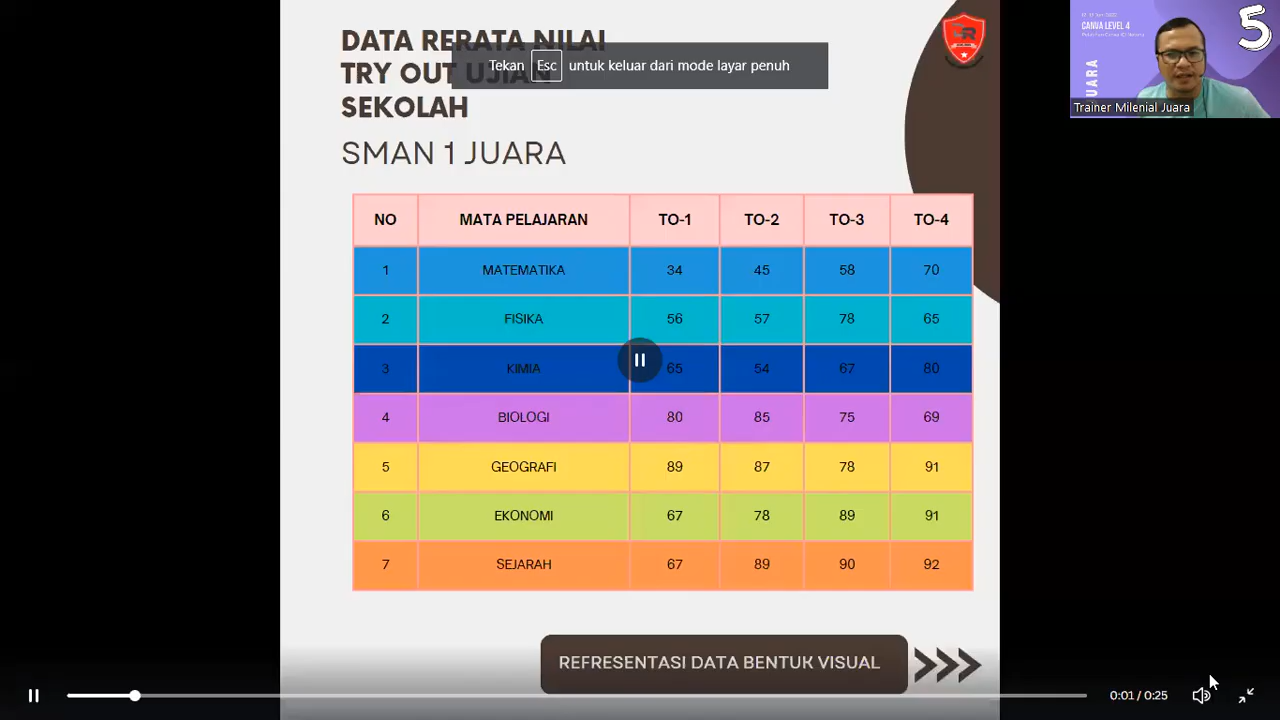 DATA RERATA NILAI
TRY OUT UJIAN
SEKOLAH
SMAN 1 JUARA
Tekan Esc untuk keluar dari mode layar penuh
CANVA LEVEL 4
5
JUARA
Trainer Milenial Juara
NO MATA PELAJARAN TO-1 TO-2 TO-3 TO-4
1 MATEMATIKA 34 45 58 70
2 FISIKA 56 57 78 65
3 KIMIA 65 54 67 80
4 BIOLOGI 80 85 75 69
5 GEOGRAFI 89 87 78 91
6 EKONOMI 67 78 89 91
7 SEJARAH 67 89 90 92
REFRESENTASI DATA BENTUK VISUAL
0:01 / 0:25